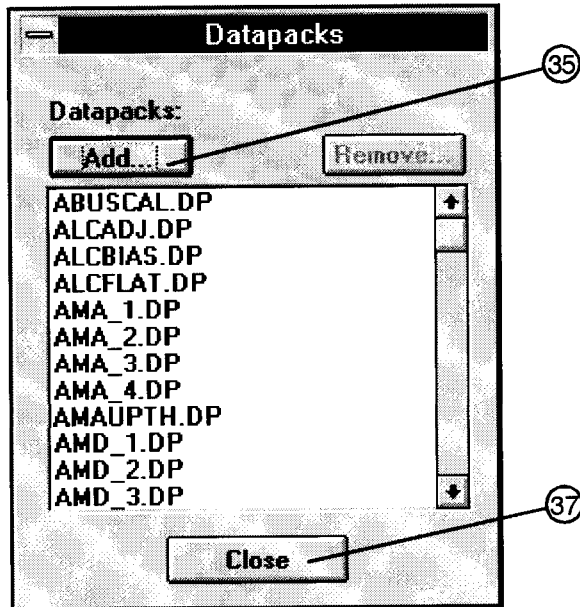 Datapacks
35
Datapacks:
Add... Remove...
ABUSCAL.DP
ALCADJ.DP
ALCBIAS.DP
ALCFLAT.DP
AMA_1.DP
AMA_2.DP
AMA_3.DP
AMA_4.DP
AMAUPTH.DP
AMD_1.DP
AMD_2.DP
AMD_3.DP
37
Close